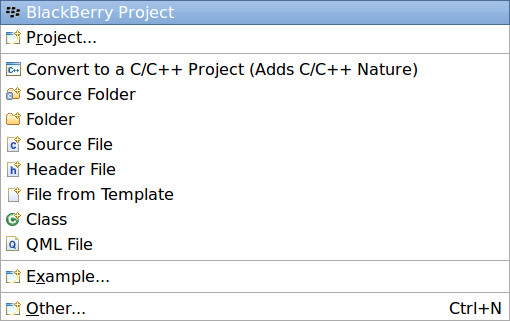 BlackBerry Project
Project...
Convert to a C/C++ Project (Adds C/C++ Nature)
Source Folder
Folder
Source File
Header File
File from Template
Class
QML File
Example...
Other... Ctrl+N